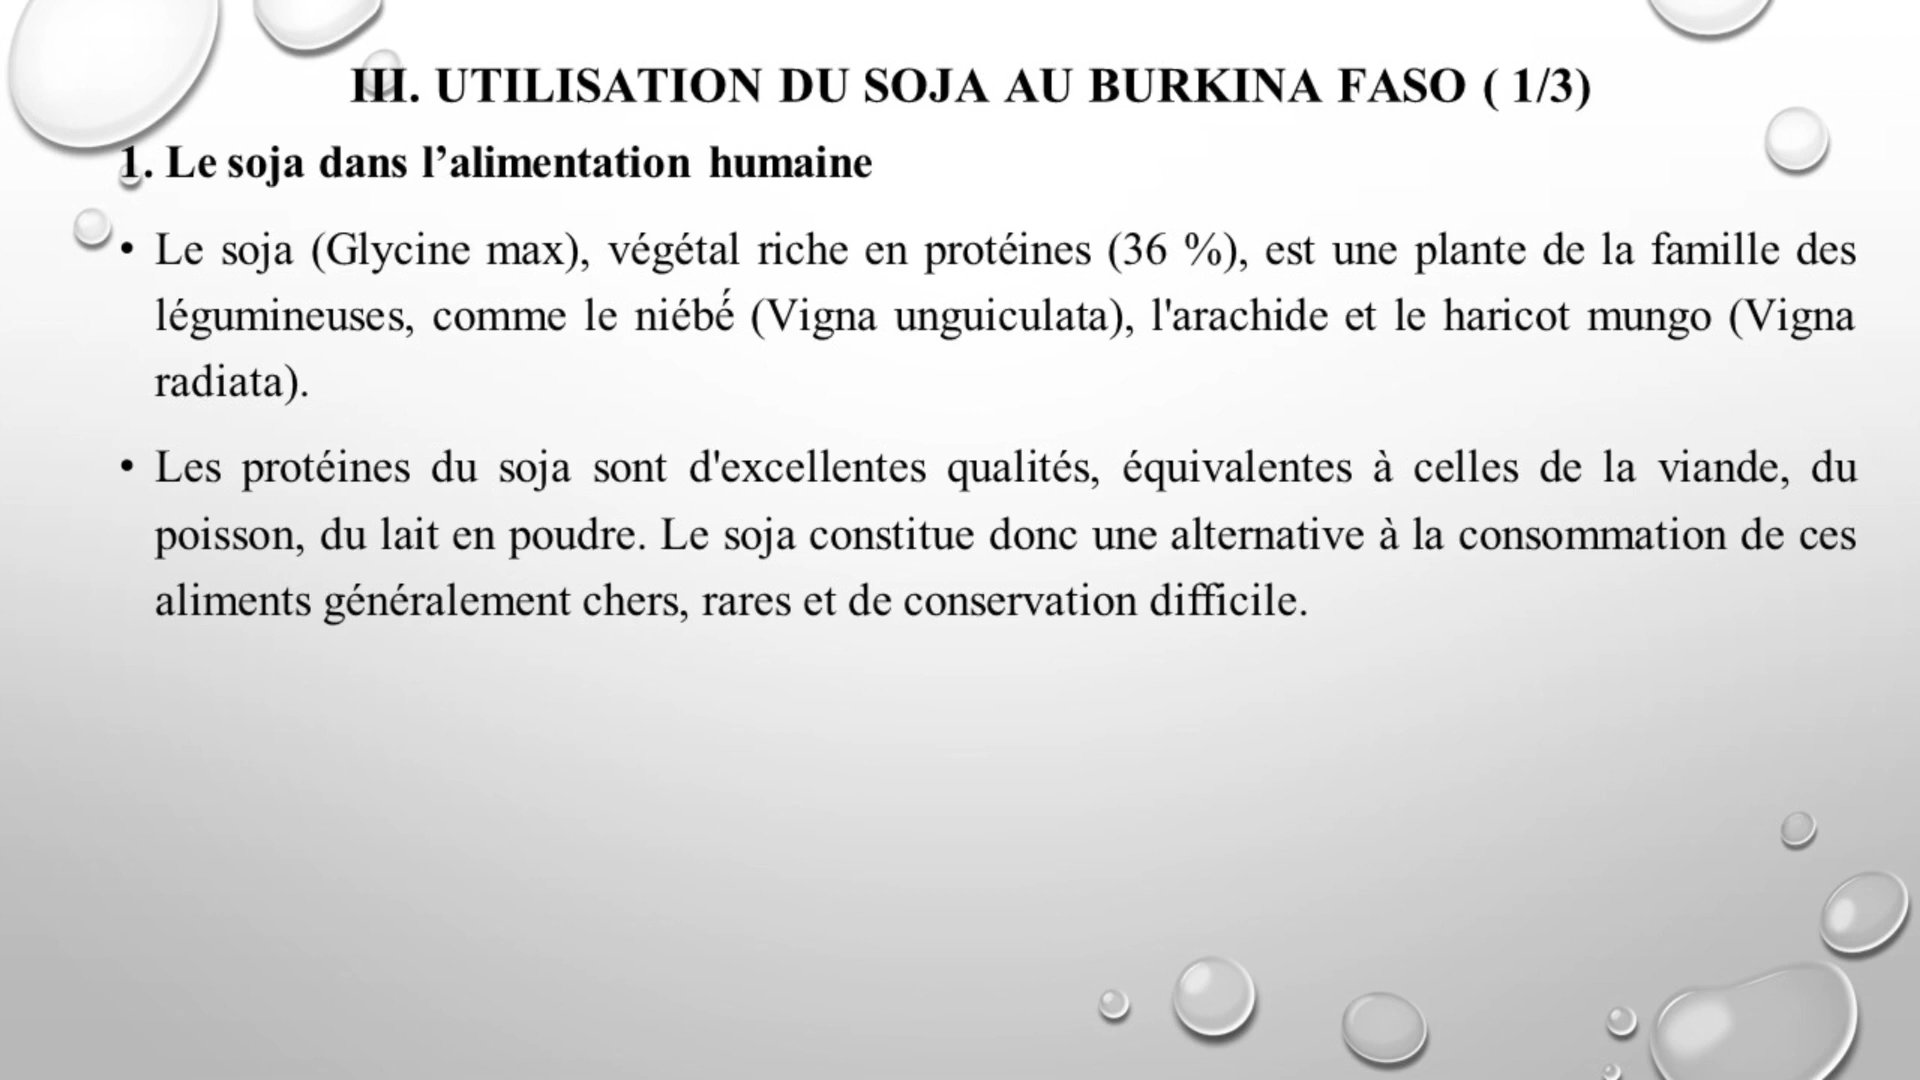 III. UTILISATION DU SOJA AU BURKINA FASO ( 1/3)
1. Le soja dans l’alimentation humaine
• Le soja (Glycine max), végétal riche en protéines (36 %), est une plante de la famille des
légumineuses, comme le niébé́ (Vigna unguiculata), l'arachide et le haricot mungo (Vigna
radiata).
• Les protéines du soja sont d'excellentes qualités, équivalentes à celles de la viande, du
poisson, du lait en poudre. Le soja constitue donc une alternative à la consommation de ces
aliments généralement chers, rares et de conservation difficile.